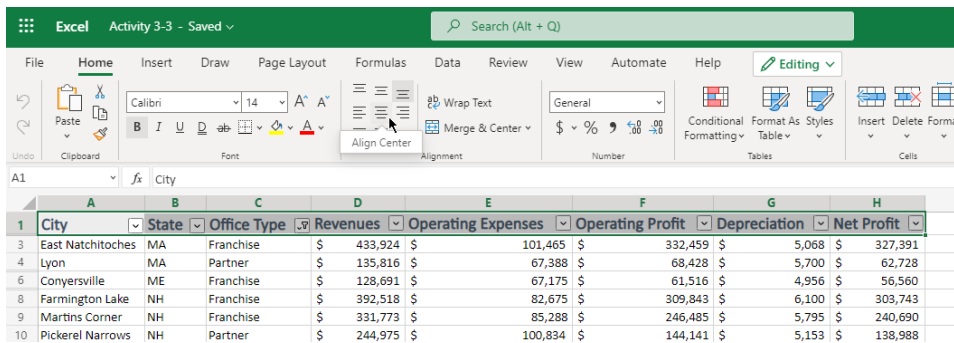 Excel Activity 3-3 - Saved Search (Alt + Q)
File Home Insert Draw Page Layout Formulas Data Review View Automate Help Editing
Paste Calibri 14 A A Wrap Text General Conditional Formatting Format As Table Styles Insert Delete Forma
B I U D ab A Merge & Center $ % 9 .00 .00
Align Center
Undo Clipboard Font Alignment Number Tables Cells
A1 fx City
A B C D E F G H
1 City State Office Type Revenues Operating Expenses Operating Profit Depreciation Net Profit
3 East Natchitoches MA Franchise $ 433,924 $ 101,465 $ 332,459 $ 5,068 $ 327,391
4 Lyon MA Partner $ 135,816 $ 67,388 $ 68,428 $ 5,700 $ 62,728
6 Conyersville ME Franchise $ 128,691 $ 67,175 $ 61,516 $ 4,956 $ 56,560
8 Farmington Lake NH Franchise $ 392,518 $ 82,675 $ 309,843 $ 6,100 $ 303,743
9 Martins Corner NH Franchise $ 331,773 $ 85,288 $ 246,485 $ 5,795 $ 240,690
10 Pickerel Narrows NH Partner $ 244,975 $ 100,834 $ 144,141 $ 5,153 $ 138,988